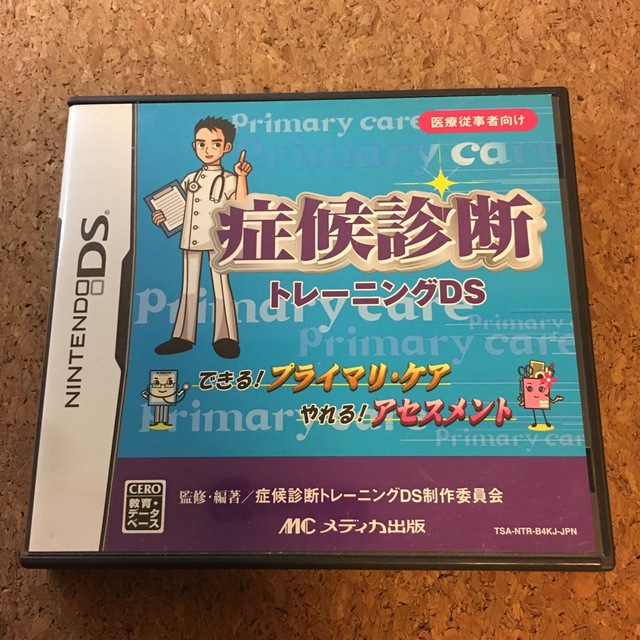 Primary care
医療従事者向け
Primary ca
症候診断
トレーニングDS
Primary care
Primary care
Primary care
できる！プライマリ・ケア
やれる！アセスメント
Primary care
Primary care
NINTENDO DS
CERO
教育・
データ
ベース
監修・編著／症候診断トレーニングDS制作委員会
MC メディカ出版
TSA-NTR-B4KJ-JPN